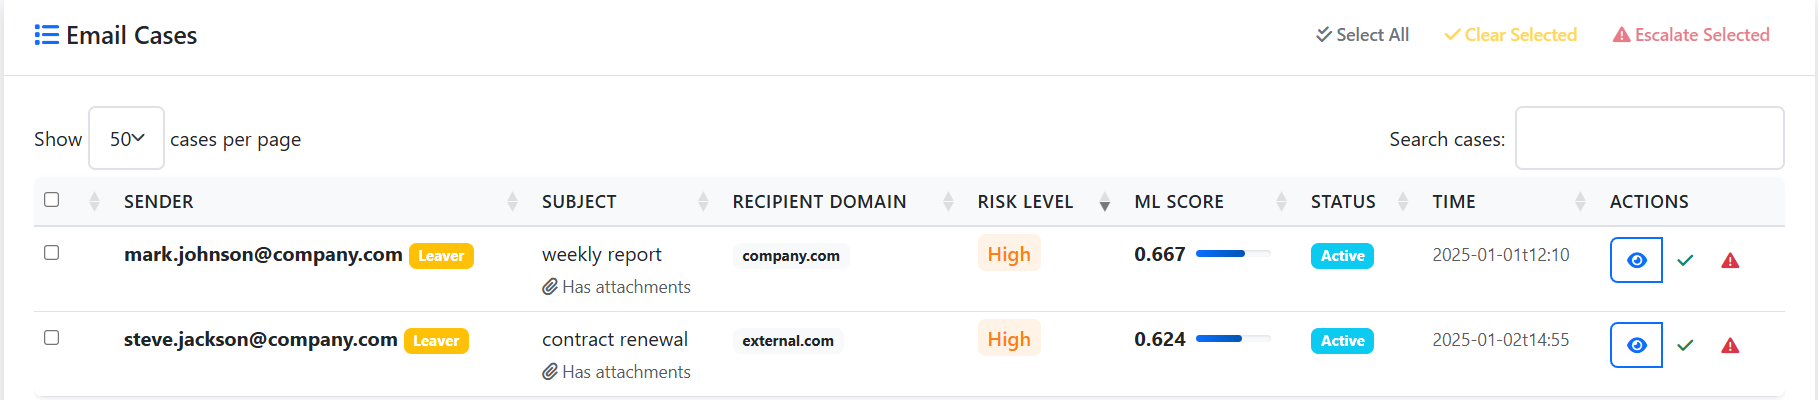 Email Cases
Select All Clear Selected Escalate Selected
Show 50 cases per page Search cases:
SENDER SUBJECT RECIPIENT DOMAIN RISK LEVEL ML SCORE STATUS TIME ACTIONS
mark.johnson@company.com Leaver weekly report company.com High 0.667 Active 2025-01-01t12:10
Has attachments
steve.jackson@company.com Leaver contract renewal external.com High 0.624 Active 2025-01-02t14:55
Has attachments